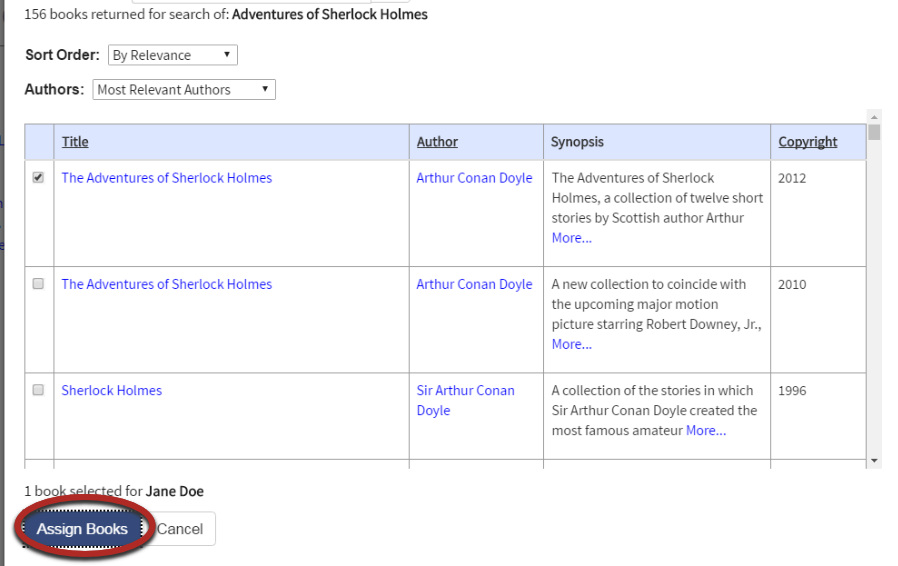 156 books returned for search of: Adventures of Sherlock Holmes
Sort Order: By Relevance
Authors: Most Relevant Authors
Title Author Synopsis Copyright
The Adventures of Sherlock Holmes Arthur Conan Doyle The Adventures of Sherlock 2012
Holmes, a collection of twelve short
stories by Scottish author Arthur
More...
The Adventures of Sherlock Holmes Arthur Conan Doyle A new collection to coincide with 2010
the upcoming major motion
picture starring Robert Downey, Jr.,
More...
Sherlock Holmes Sir Arthur Conan A collection of the stories in which 1996
Doyle Sir Arthur Conan Doyle created the
most famous amateur More...
1 book selected for Jane Doe
Assign Books Cancel